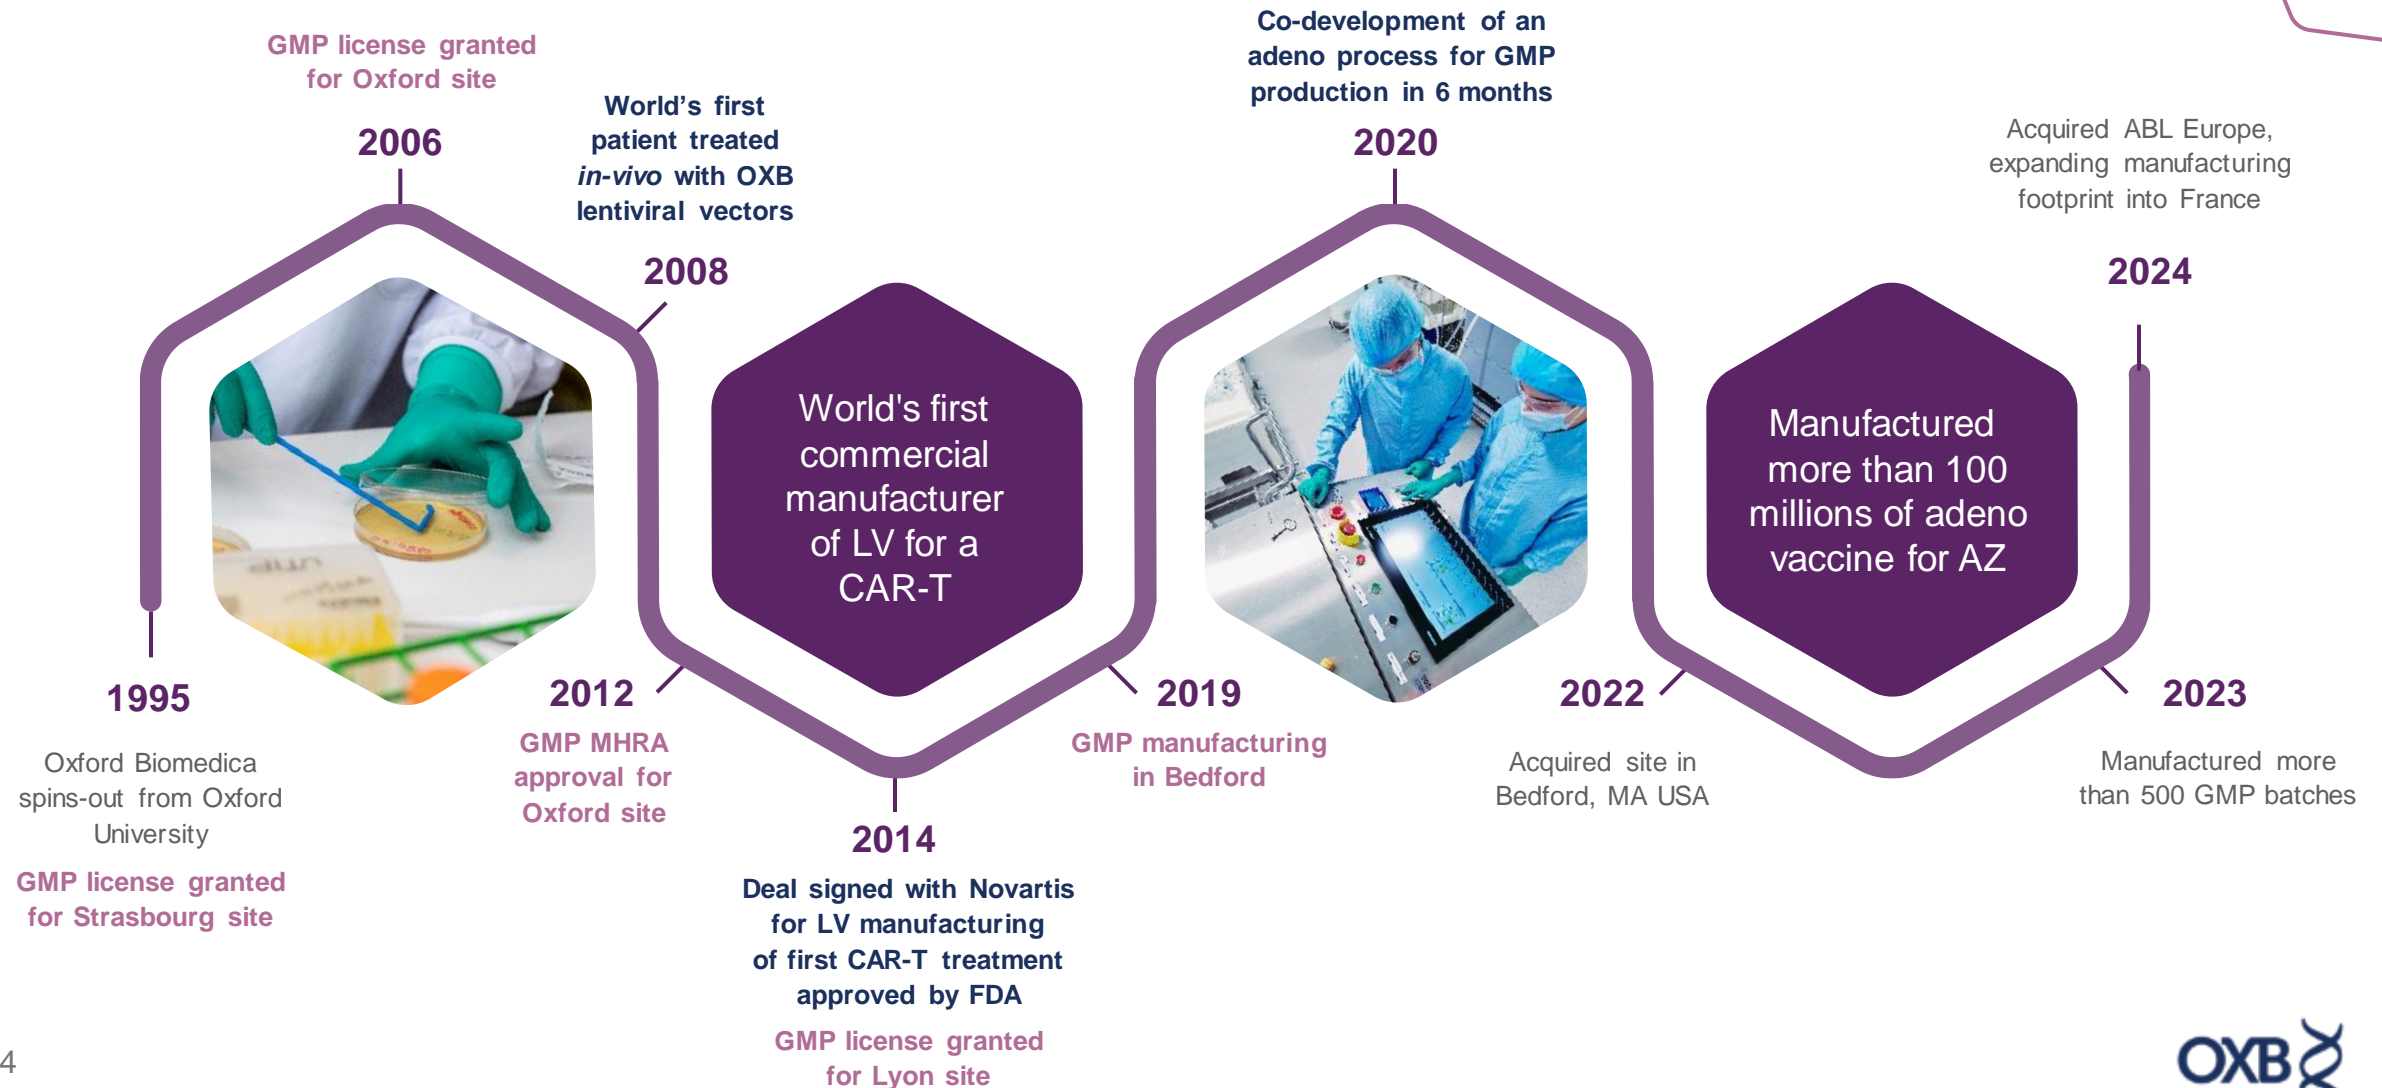 GMP license granted
for Oxford site
2006
World's first
patient treated
in-vivo with OXB
lentiviral vectors
2008
Co-development of an
adeno process for GMP
production in 6 months
2020
Acquired ABL Europe,
expanding manufacturing
footprint into France
2024
World's first
commercial
manufacturer
of LV for a
CAR-T
Manufactured
more than 100
millions of adeno
vaccine for AZ
1995
Oxford Biomedica
spins-out from Oxford
University
GMP license granted
for Strasbourg site
2012
GMP MHRA
approval for
Oxford site
2014
Deal signed with Novartis
for LV manufacturing
of first CAR-T treatment
approved by FDA
GMP license granted
for Lyon site
2019
GMP manufacturing
in Bedford
2022
Acquired site in
Bedford, MA USA
2023
Manufactured more
than 500 GMP batches
4
OXB